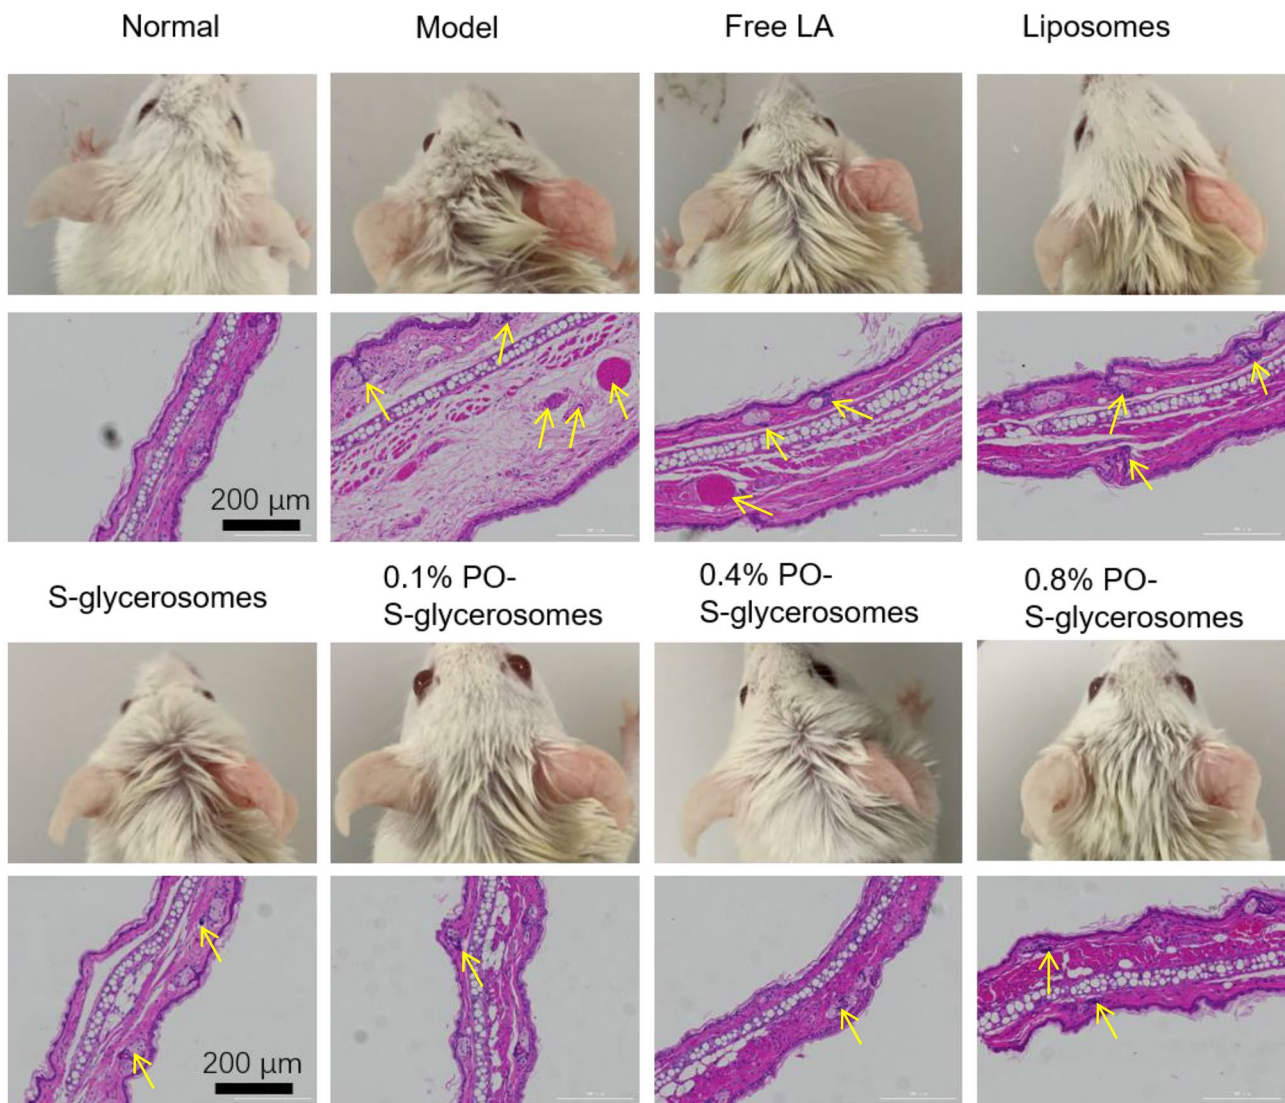 Normal
Model
Free LA
Liposomes
200 μm
S-glycerosomes
0.1% PO-
S-glycerosomes
0.4% PO-
S-glycerosomes
0.8% PO-
S-glycerosomes
200 μm